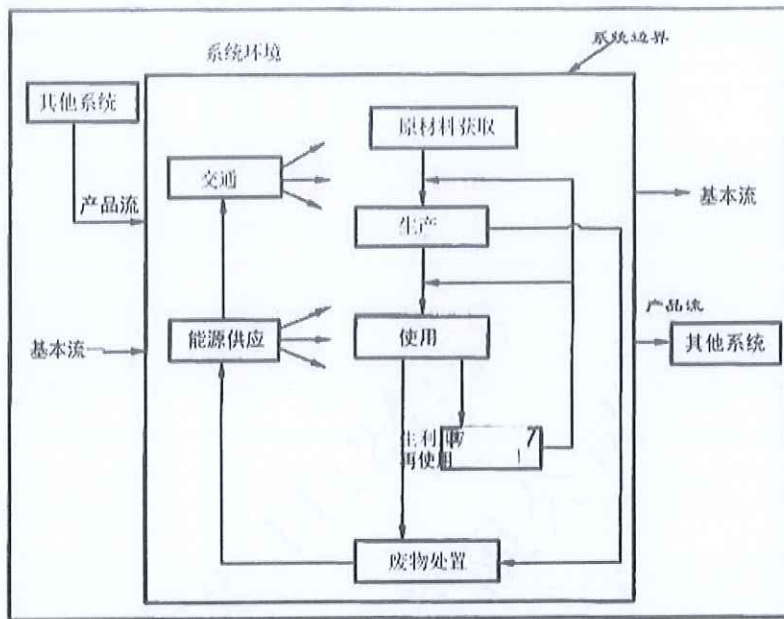 系统环境
系统边界
其他系统
原材料获取
交通
产品流
基本流
生产
产品流
能源供应
使用
基本流
其他系统
生利
再使用
废物处置